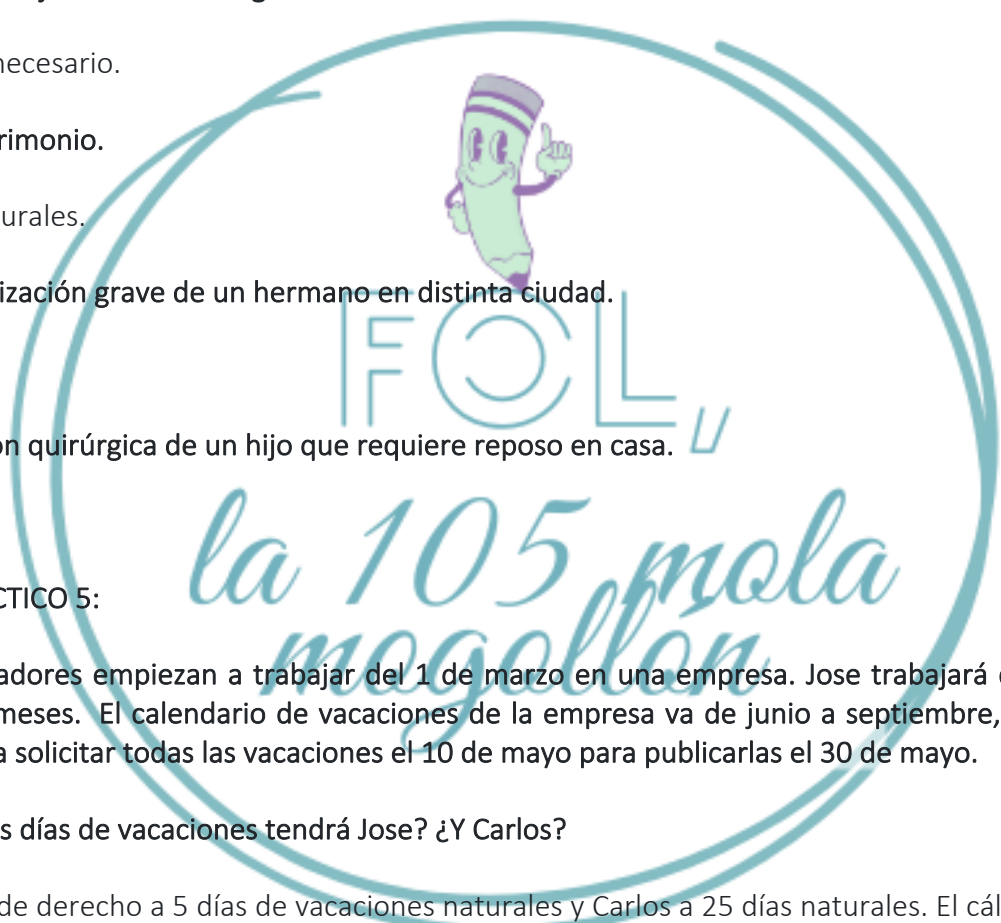 necesario.
rimonio.
urales.
ización grave de un hermano en distinta ciudad.
FOL
ón quirúrgica de un hijo que requiere reposo en casa.
la 105 mola
CTICO 5:
mogollón
adores empiezan a trabajar del 1 de marzo en una empresa. Jose trabajará
meses. El calendario de vacaciones de la empresa va de junio a septiembre,
a solicitar todas las vacaciones el 10 de mayo para publicarlas el 30 de mayo.
s días de vacaciones tendrá Jose? ¿Y Carlos?
de derecho a 5 días de vacaciones naturales y Carlos a 25 días naturales. El cál